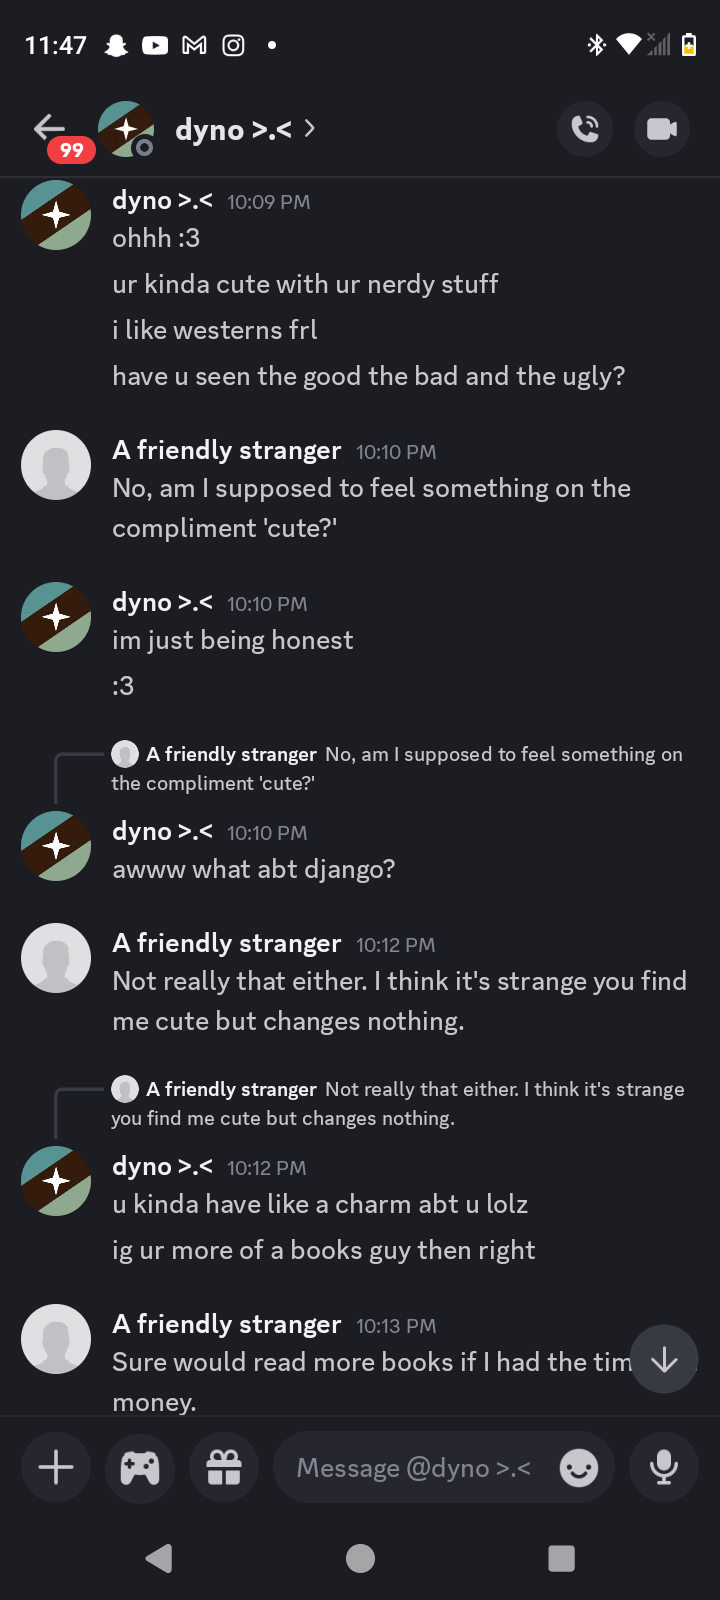 11:47
99
dyno >.<
dyno >.< 10:09 PM
ohhh :3
ur kinda cute with ur nerdy stuff
i like westerns frl
have u seen the good the bad and the ugly?
A friendly stranger 10:10 PM
No, am I supposed to feel something on the
compliment 'cute?'
dyno >.< 10:10 PM
im just being honest
:3
A friendly stranger No, am I supposed to feel something on
the compliment 'cute?'
dyno >.< 10:10 PM
awww what abt django?
A friendly stranger 10:12 PM
Not really that either. I think it's strange you find
me cute but changes nothing.
A friendly stranger Not really that either. I think it's strange
you find me cute but changes nothing.
dyno >.< 10:12 PM
u kinda have like a charm abt u lolz
ig ur more of a books guy then right
A friendly stranger 10:13 PM
Sure would read more books if I had the
money.
Message @dyno >.<